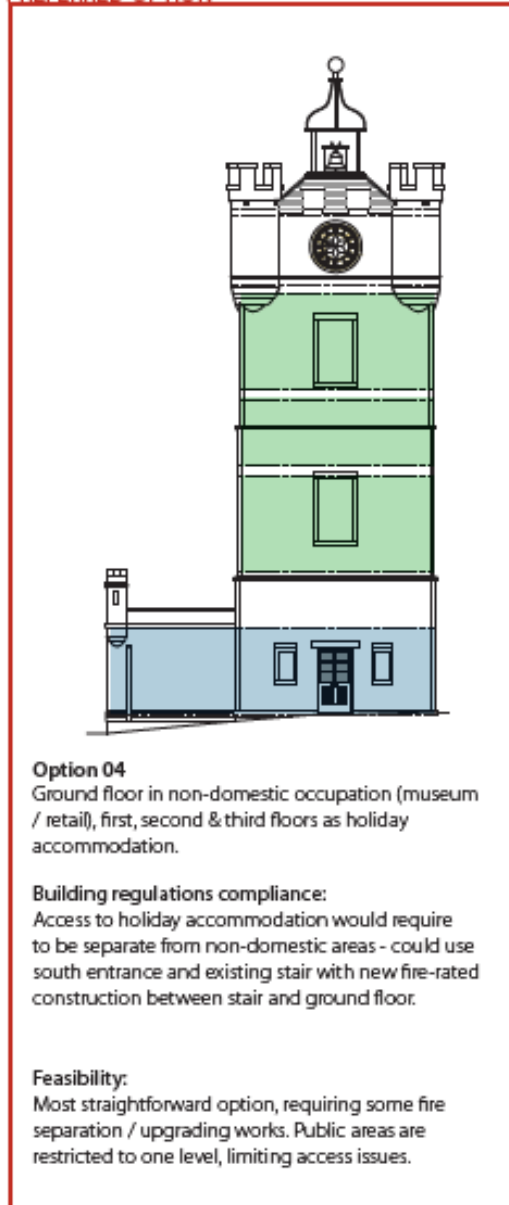 Option 04
Ground floor in non-domestic occupation (museum
/ retail), first, second & third floors as holiday
accommodation.
Building regulations compliance:
Access to holiday accommodation would require
to be separate from non-domestic areas - could use
south entrance and existing stair with new fire-rated
construction between stair and ground floor.
Feasibility:
Most straightforward option, requiring some fire
separation / upgrading works. Public areas are
restricted to one level, limiting access issues.